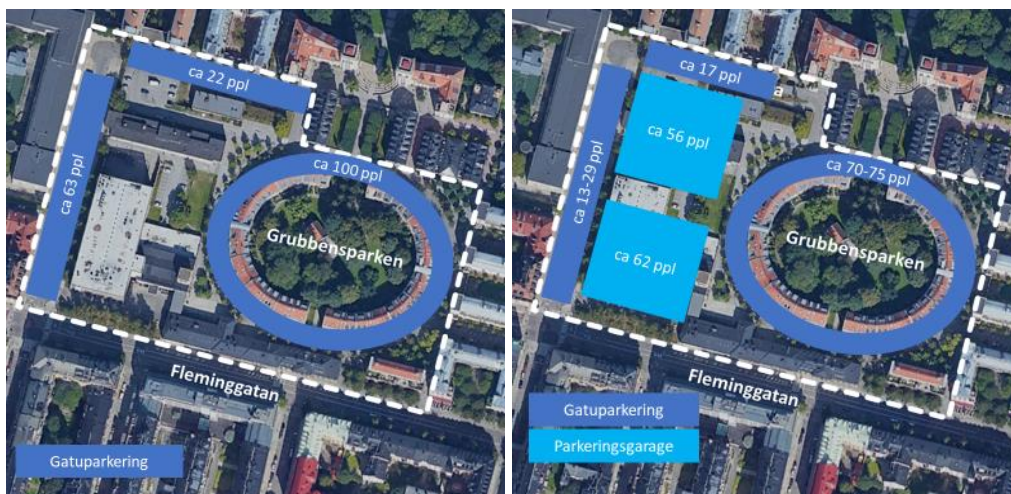 ca 22 ppl
ca 63 ppl
ca 100 ppl
Grubbensparken
Fleminggatan
Gatuparkering
ca 17 ppl
a
ca 56 ppl
ca 13-29 ppl
ca 70-75 ppl
Grubbensparken
ca 62 ppl
Fleminggatan
Gatuparkering
Parkeringsgarage